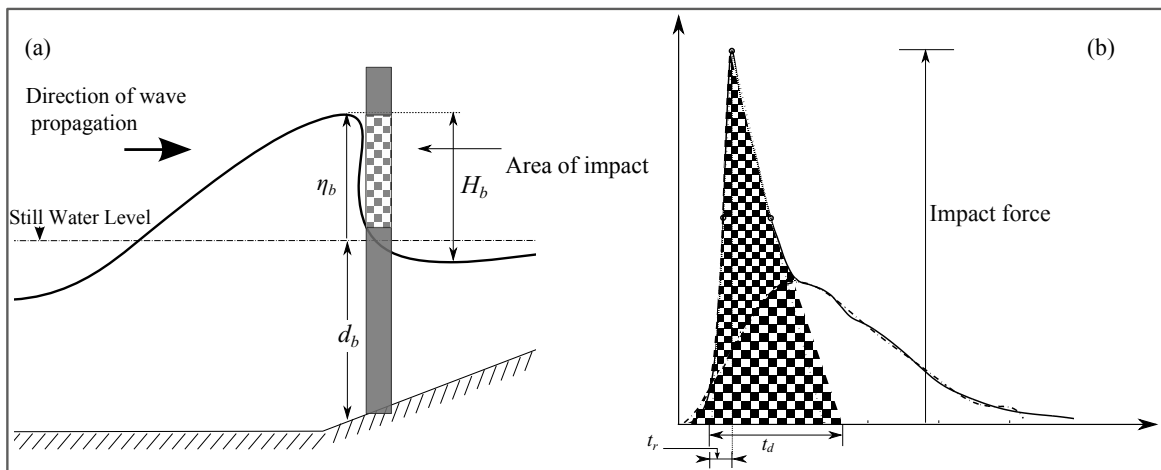 (a)
Direction of wave
propagation
Still Water Level
η_b
H_b
Area of impact
d_b
(b)
Impact force
t_r
t_d